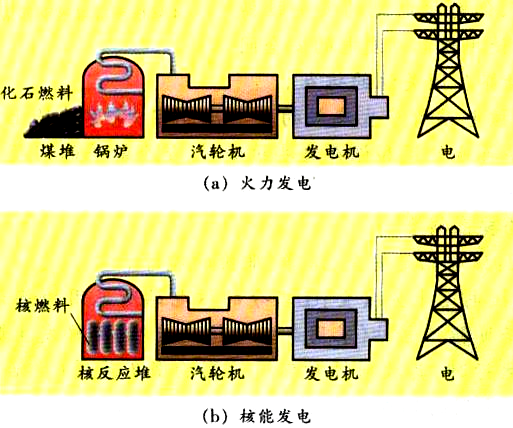 化石燃料
煤堆 锅炉 汽轮机 发电机 电
(a) 火力发电
核燃料
核反应堆 汽轮机 发电机 电
(b) 核能发电